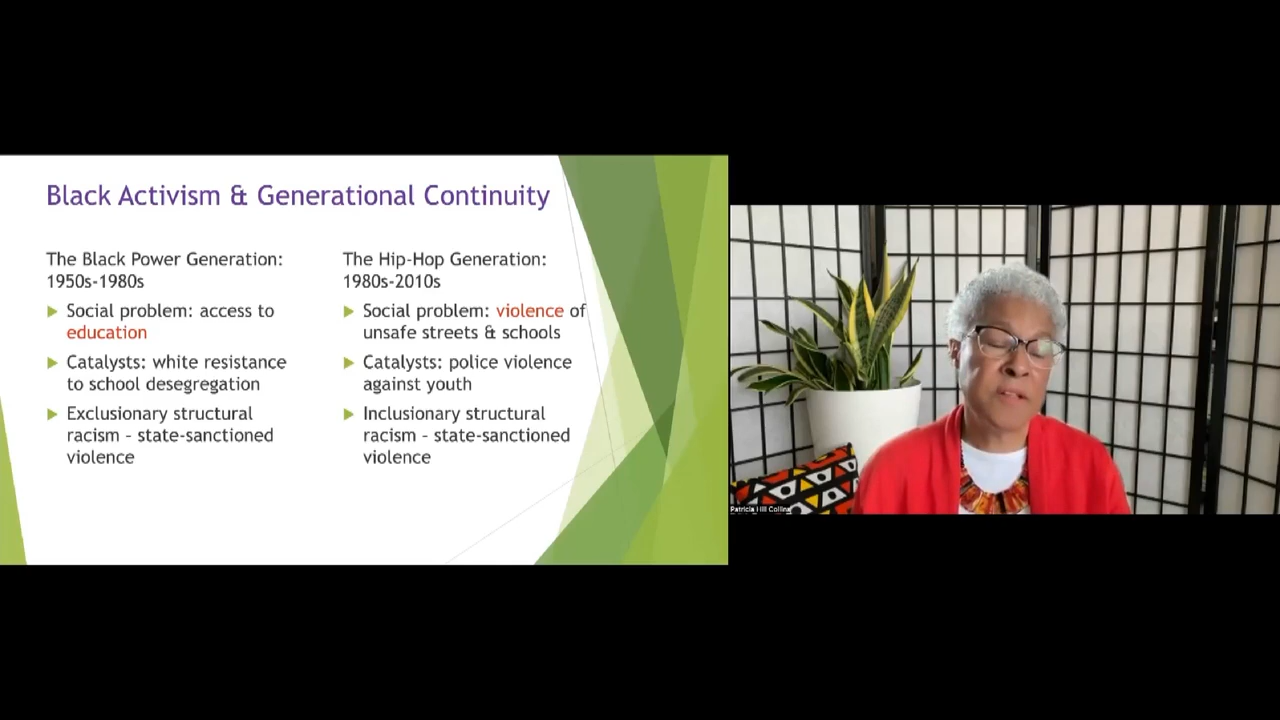 Black Activism & Generational Continuity
The Black Power Generation:
1950s-1980s
Social problem: access to
education
Catalysts: white resistance
to school desegregation
Exclusionary structural
racism – state-sanctioned
violence
The Hip-Hop Generation:
1980s-2010s
Social problem: violence of
unsafe streets & schools
Catalysts: police violence
against youth
Inclusionary structural
racism – state-sanctioned
violence
Patricia Hill Collins